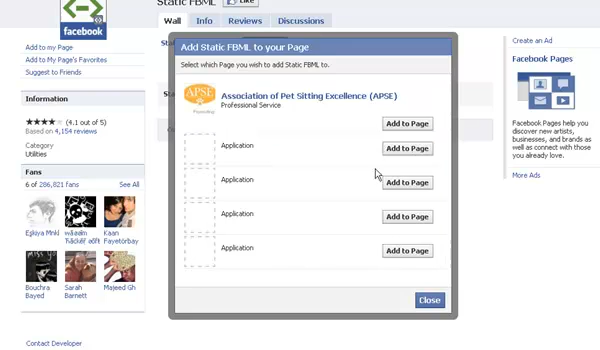 Static FBML
Like
Wall
Info
Reviews
Discussions
facebook
Add to my Page
Add to My Page's Favorites
Suggest to Friends
Information
(4.1 out of 5)
Based on 4,154 reviews
Category
Utilities
Fans
6 of 286,821 fans
See All
Eşkiya Mnkl
Kaan Fayetörbay
Bouchra Bayed
Sarah Barnett
Majeed Gh
Contact Developer
Add Static FBML to your Page
Select which Page you wish to add Static FBML to.
APSE
Association of Pet Sitting Excellence (APSE)
Professional Service
Add to Page
Application
Add to Page
Application
Add to Page
Application
Add to Page
Application
Add to Page
Close
Create an Ad
Facebook Pages
Facebook Pages help you
discover new artists,
businesses, and brands
as well as connect with those
you already love.
More Ads